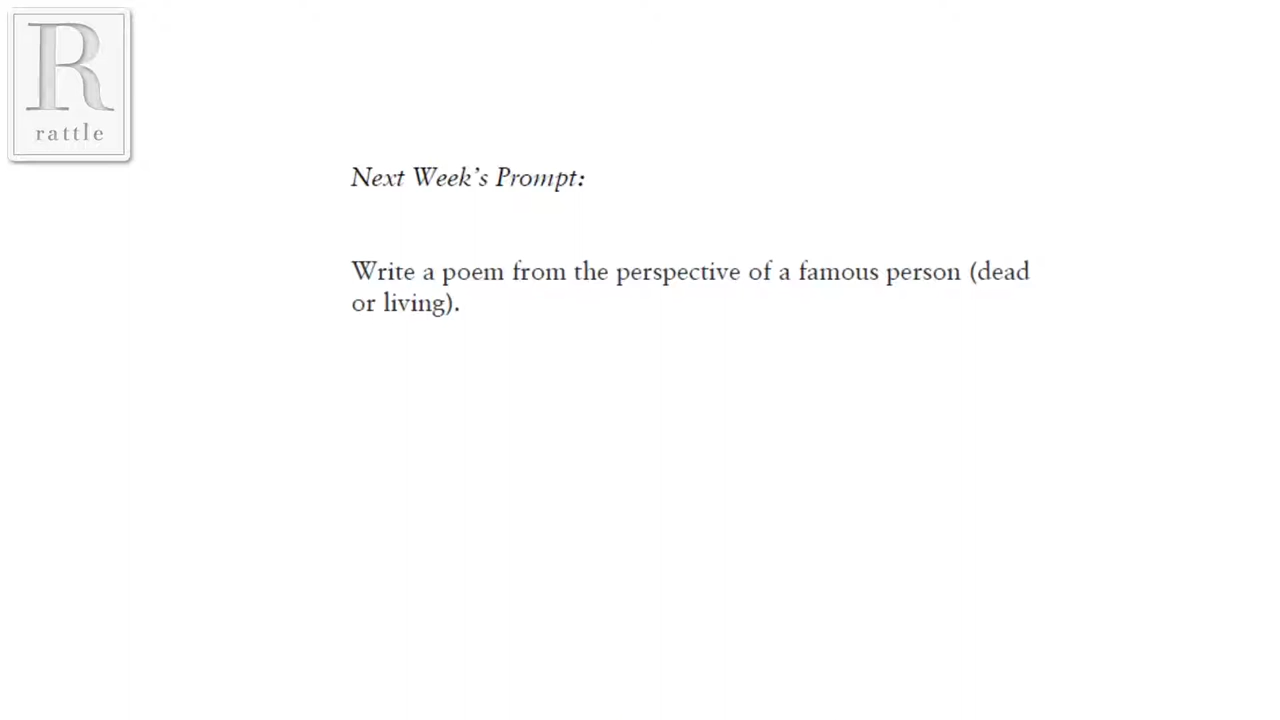 R
rattle
Next Week's Prompt:
Write a poem from the perspective of a famous person (dead
or living).